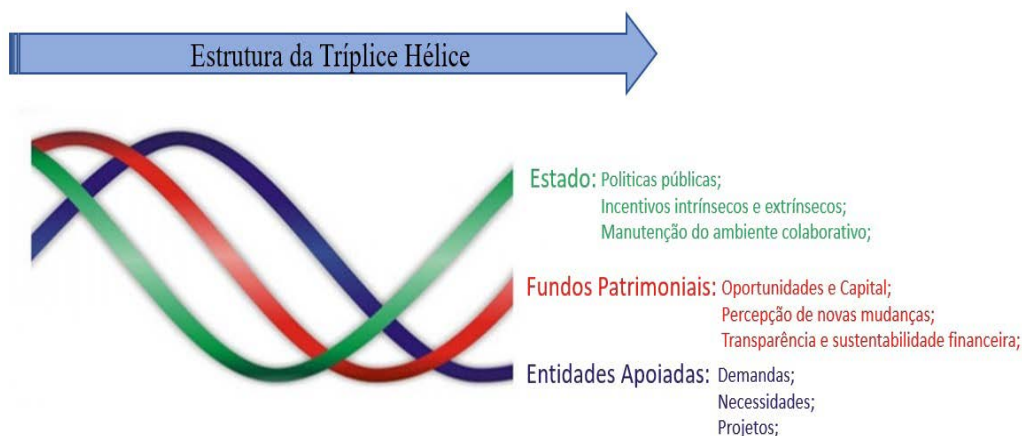 Estrutura da Tríplice Hélice
Estado: Politicas públicas;
Incentivos intrínsecos e extrínsecos;
Manutenção do ambiente colaborativo;
Fundos Patrimoniais: Oportunidades e Capital;
Percepção de novas mudanças;
Transparência e sustentabilidade financeira;
Entidades Apoiadas: Demandas;
Necessidades;
Projetos;